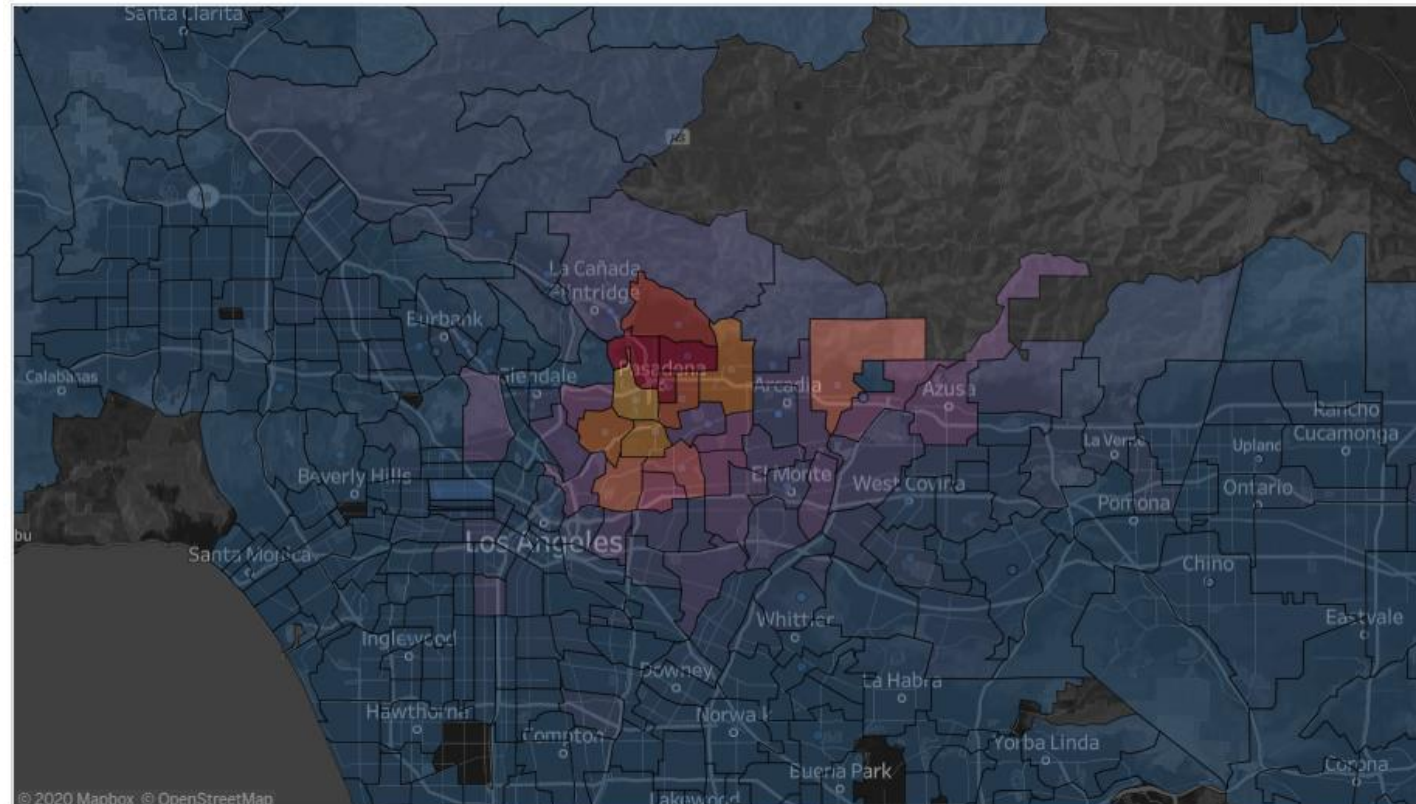 Santa Clarita
La Cañada
Flintridge
Burbank
Calabasas
Glendale
Pasadena
Arcadia
Azusa
Rancho
Cucamonga
La Verne
Upland
Beverly Hills
El Monte
West Covina
Pomona
Ontario
bu
Los Angeles
Santa Monica
Chino
Whittier
Eastvale
Inglewood
Downey
La Habra
Hawthorne
Norwalk
Compton
Yorba Linda
Buena Park
Corona
Lakewood
© 2020 Mapbox © OpenStreetMap